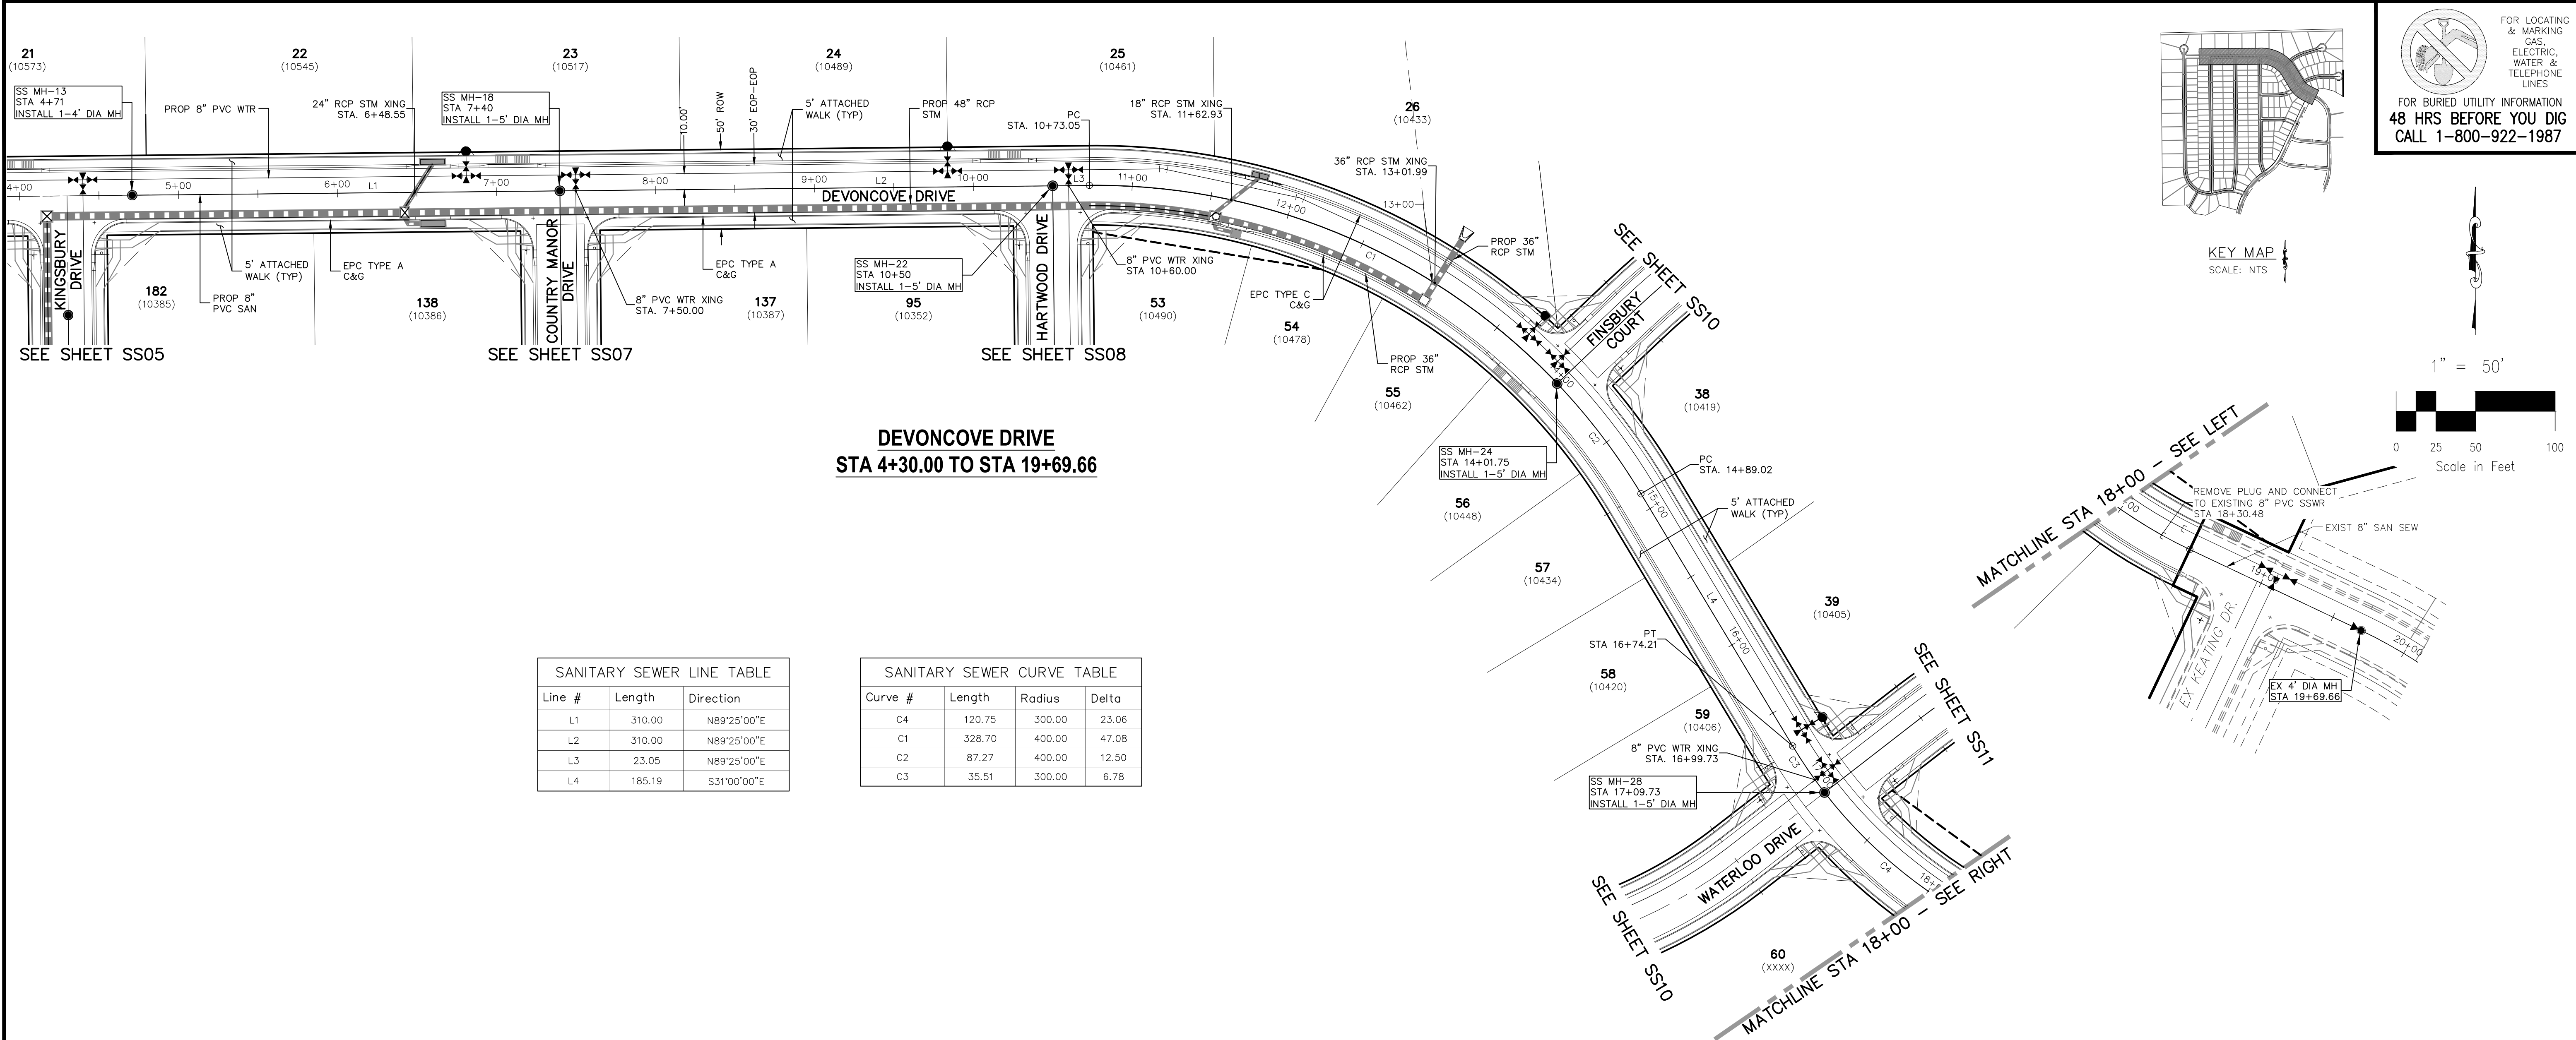 21
(10573)
22
(10545)
23
(10517)
24
(10489)
25
(10461)
26
(10433)
SS MH-13
STA 4+71
INSTALL 1-4' DIA MH
PROP 8" PVC WTR
24" RCP STM XING
STA. 6+48.55
SS MH-18
STA 7+40
INSTALL 1-5' DIA MH
10.00'
50' ROW
30' EOP-EOP
5' ATTACHED
WALK (TYP)
PROP 48" RCP
STM
PC
STA. 10+73.05
18" RCP STM XING
STA. 11+62.93
36" RCP STM XING
STA. 13+01.99
4+00
5+00
6+00
L1
7+00
8+00
9+00
L2
10+00
L3
11+00
12+00
13+00
DEVONCOVE DRIVE
KINGSBURY
DRIVE
182
(10385)
PROP 8"
PVC SAN
5' ATTACHED
WALK (TYP)
EPC TYPE A
C&G
138
(10386)
COUNTRY MANOR
DRIVE
8" PVC WTR XING
STA. 7+50.00
EPC TYPE A
C&G
137
(10387)
SS MH-22
STA 10+50
INSTALL 1-5' DIA MH
95
(10352)
HARTWOOD DRIVE
8" PVC WTR XING
STA 10+60.00
53
(10490)
EPC TYPE C
C&G
C1
54
(10478)
PROP 36"
RCP STM
PROP 36"
RCP STM
55
(10462)
SEE SHEET SS05
SEE SHEET SS07
SEE SHEET SS08
SEE SHEET SS10
FINSBURY
COURT
38
(10419)
DEVONCOVE DRIVE
STA 4+30.00 TO STA 19+69.66
SS MH-24
STA 14+01.75
INSTALL 1-5' DIA MH
C2
PC
STA. 14+89.02
15+00
56
(10448)
5' ATTACHED
WALK (TYP)
57
(10434)
L4
39
(10405)
16+00
PT
STA 16+74.21
58
(10420)
59
(10406)
8" PVC WTR XING
STA. 16+99.73
SS MH-28
STA 17+09.73
INSTALL 1-5' DIA MH
C3
C4
WATERLOO DRIVE
SEE SHEET SS11
SEE SHEET SS10
60
(XXXX)
MATCHLINE STA 18+00 - SEE RIGHT
SANITARY SEWER LINE TABLE
Line # Length Direction
L1 310.00 N89°25'00"E
L2 310.00 N89°25'00"E
L3 23.05 N89°25'00"E
L4 185.19 S31°00'00"E
SANITARY SEWER CURVE TABLE
Curve # Length Radius Delta
C4 120.75 300.00 23.06
C1 328.70 400.00 47.08
C2 87.27 400.00 12.50
C3 35.51 300.00 6.78
KEY MAP
SCALE: NTS
FOR LOCATING
& MARKING
GAS,
ELECTRIC,
WATER &
TELEPHONE
LINES
FOR BURIED UTILITY INFORMATION
48 HRS BEFORE YOU DIG
CALL 1-800-922-1987
1" = 50'
0 25 50 100
Scale in Feet
MATCHLINE STA 18+00 - SEE LEFT
REMOVE PLUG AND CONNECT
TO EXISTING 8" PVC SSWR
STA 18+30.48
EXIST 8" SAN SEW
20+00
EX KEATING DR.
EX 4' DIA MH
STA 19+69.66